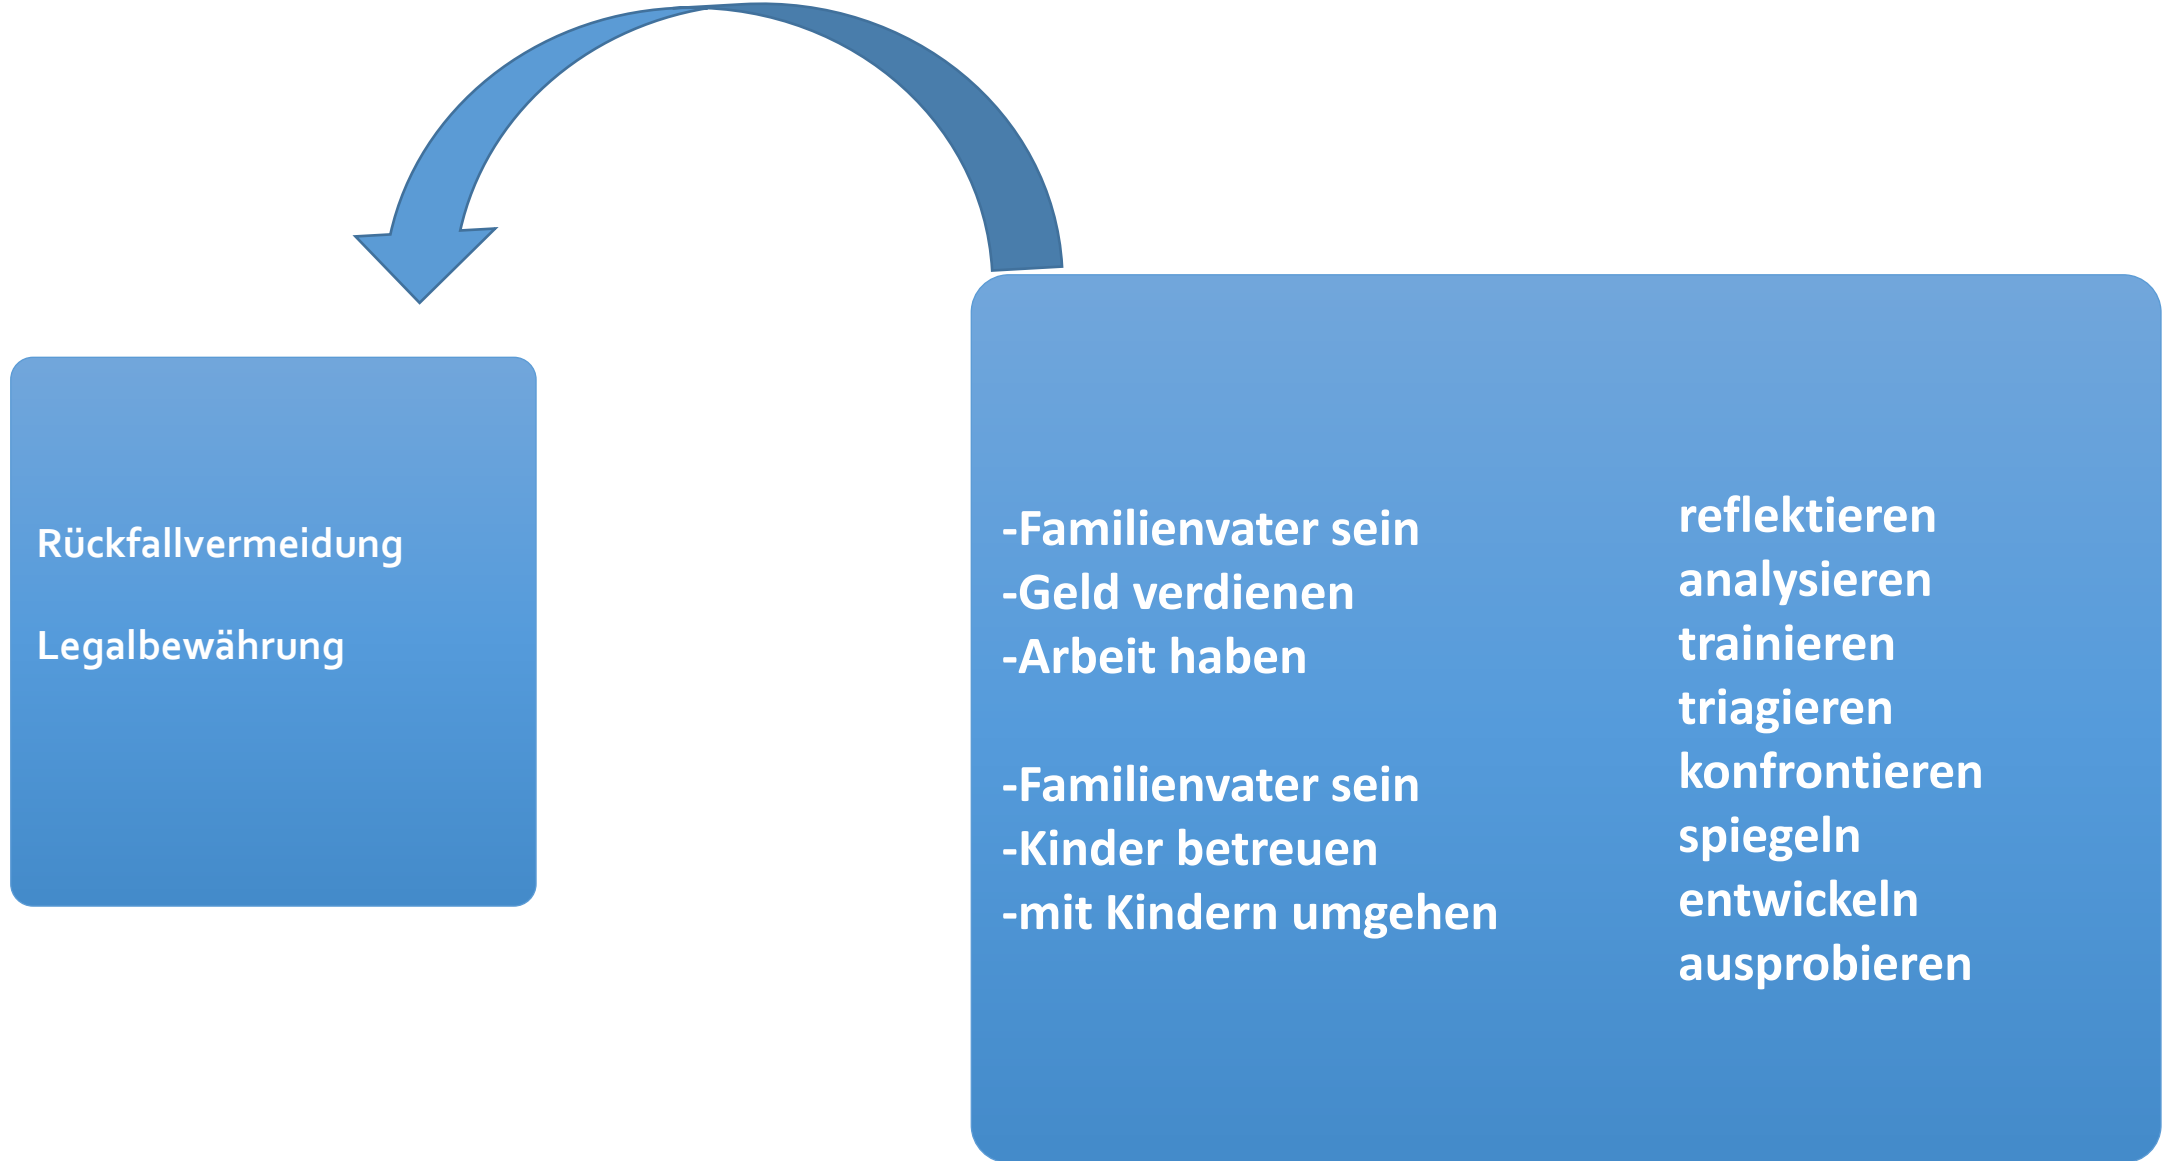 Rückfallvermeidung
Legalbewährung
-Familienvater sein
-Geld verdienen
-Arbeit haben
-Familienvater sein
-Kinder betreuen
-mit Kindern umgehen
reflektieren
analysieren
trainieren
triagieren
konfrontieren
spiegeln
entwickeln
ausprobieren